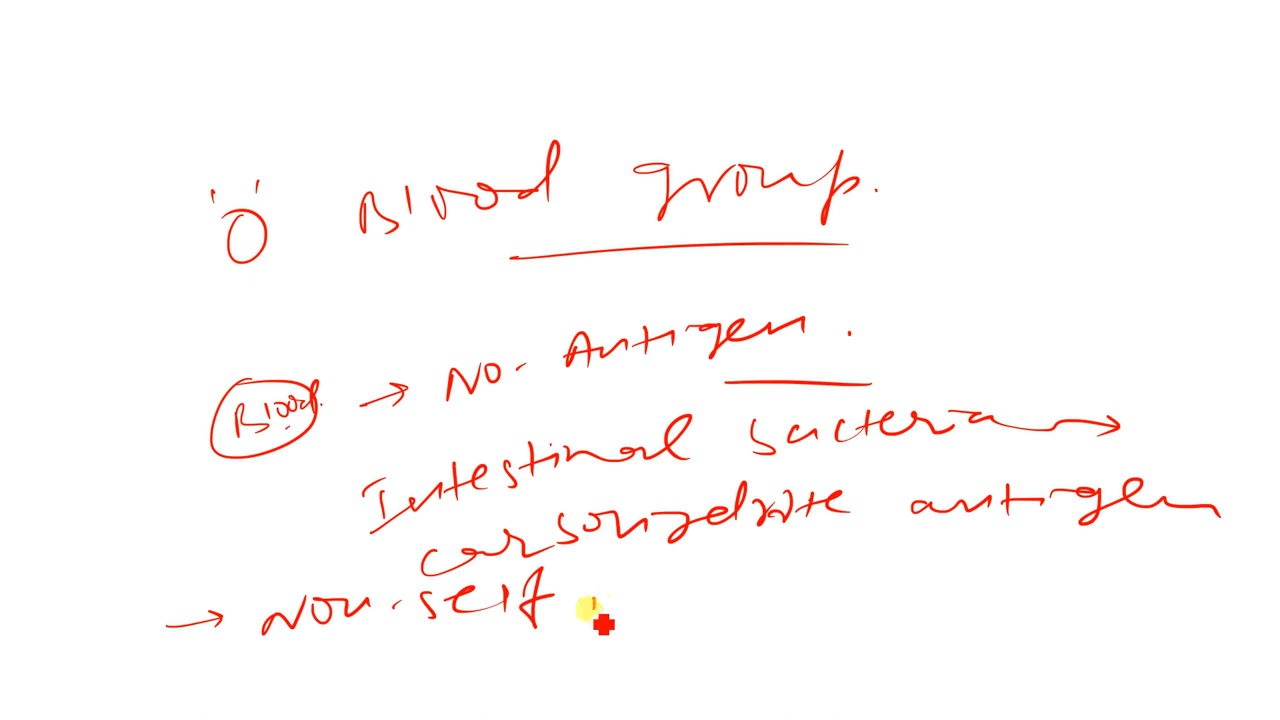 "O" Blood group.
Blood. → No. Antigen.
Intestinal bacteria →
carbohydrate antigen
→ Non-self